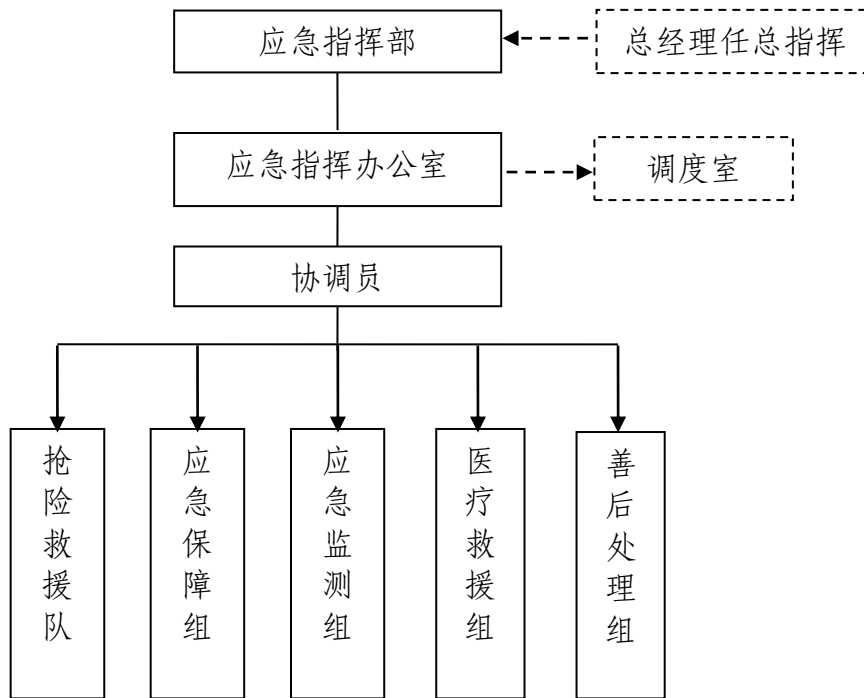 应急指挥部
总经理任总指挥
应急指挥办公室
调度室
协调员
抢险救援队
应急保障组
应急监测组
医疗救援组
善后处理组